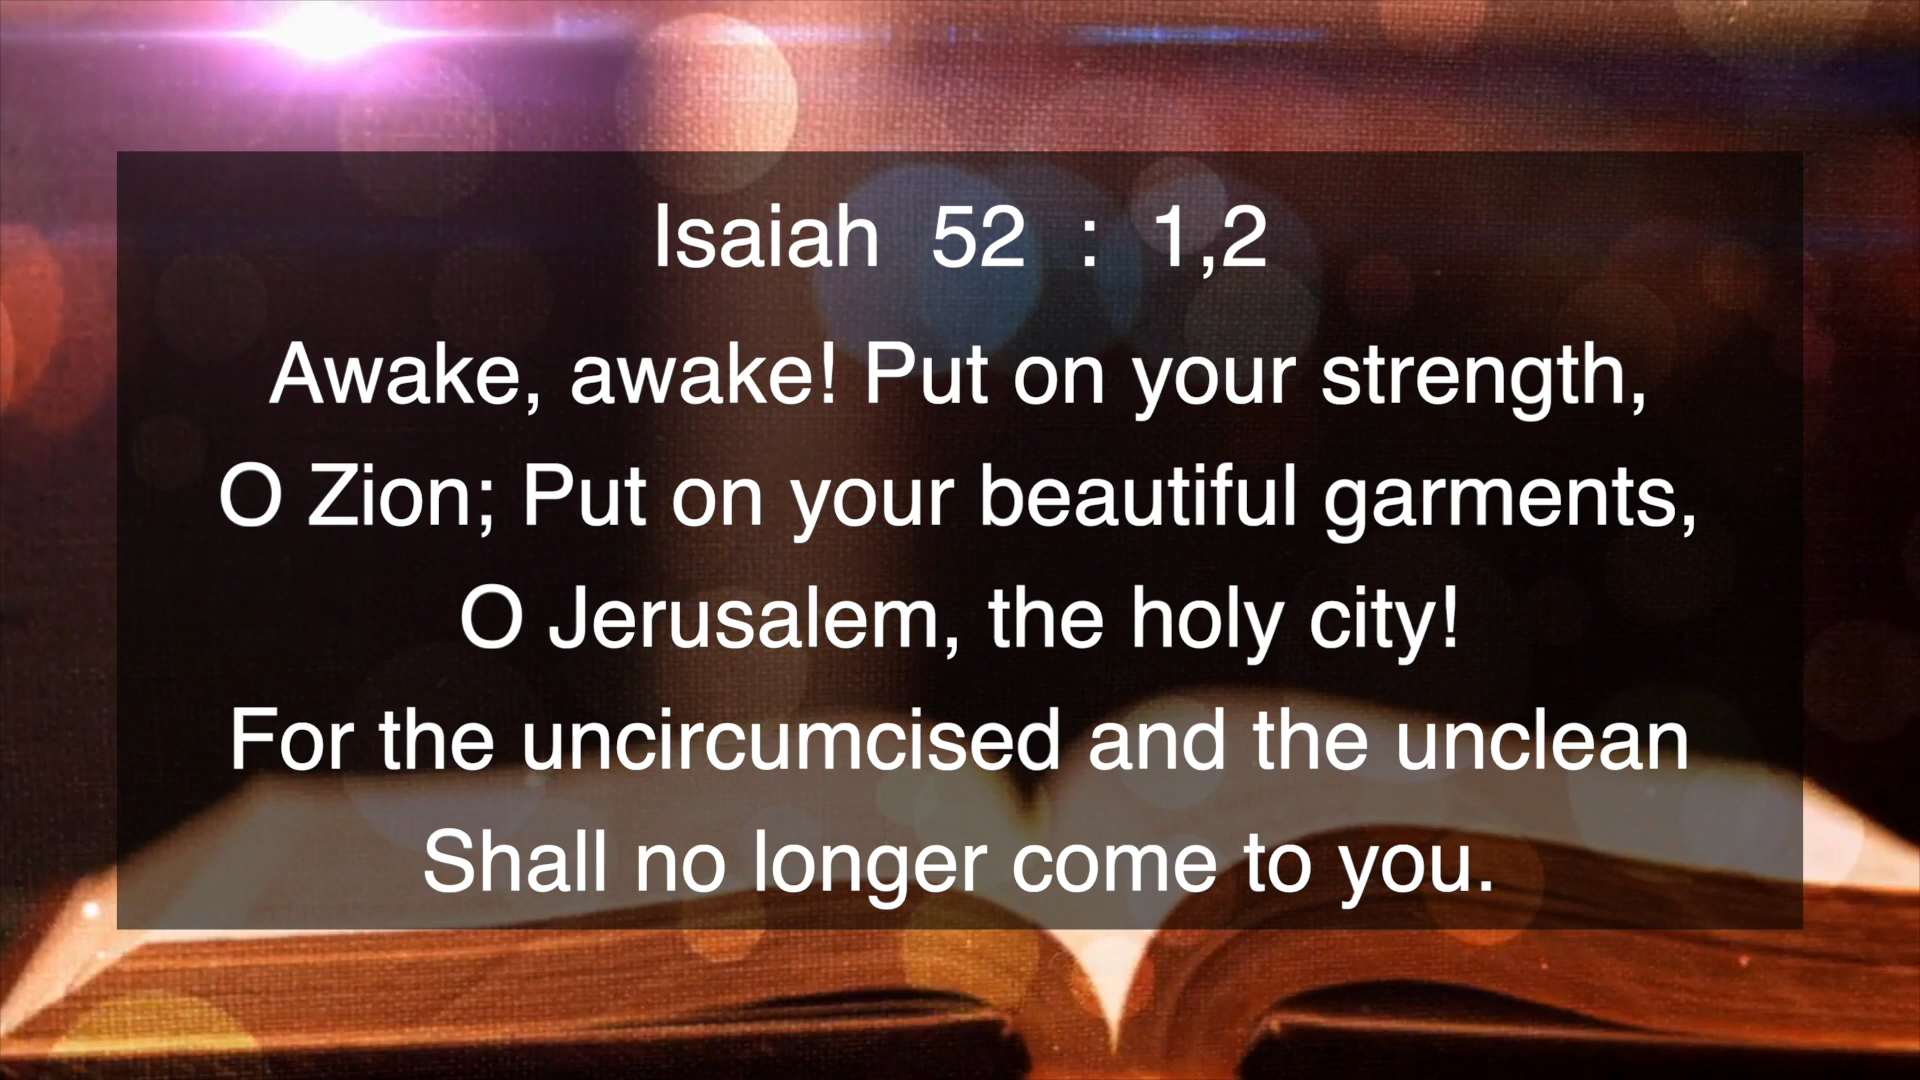 Isaiah 52 : 1,2
Awake, awake! Put on your strength,
O Zion; Put on your beautiful garments,
O Jerusalem, the holy city!
For the uncircumcised and the unclean
Shall no longer come to you.